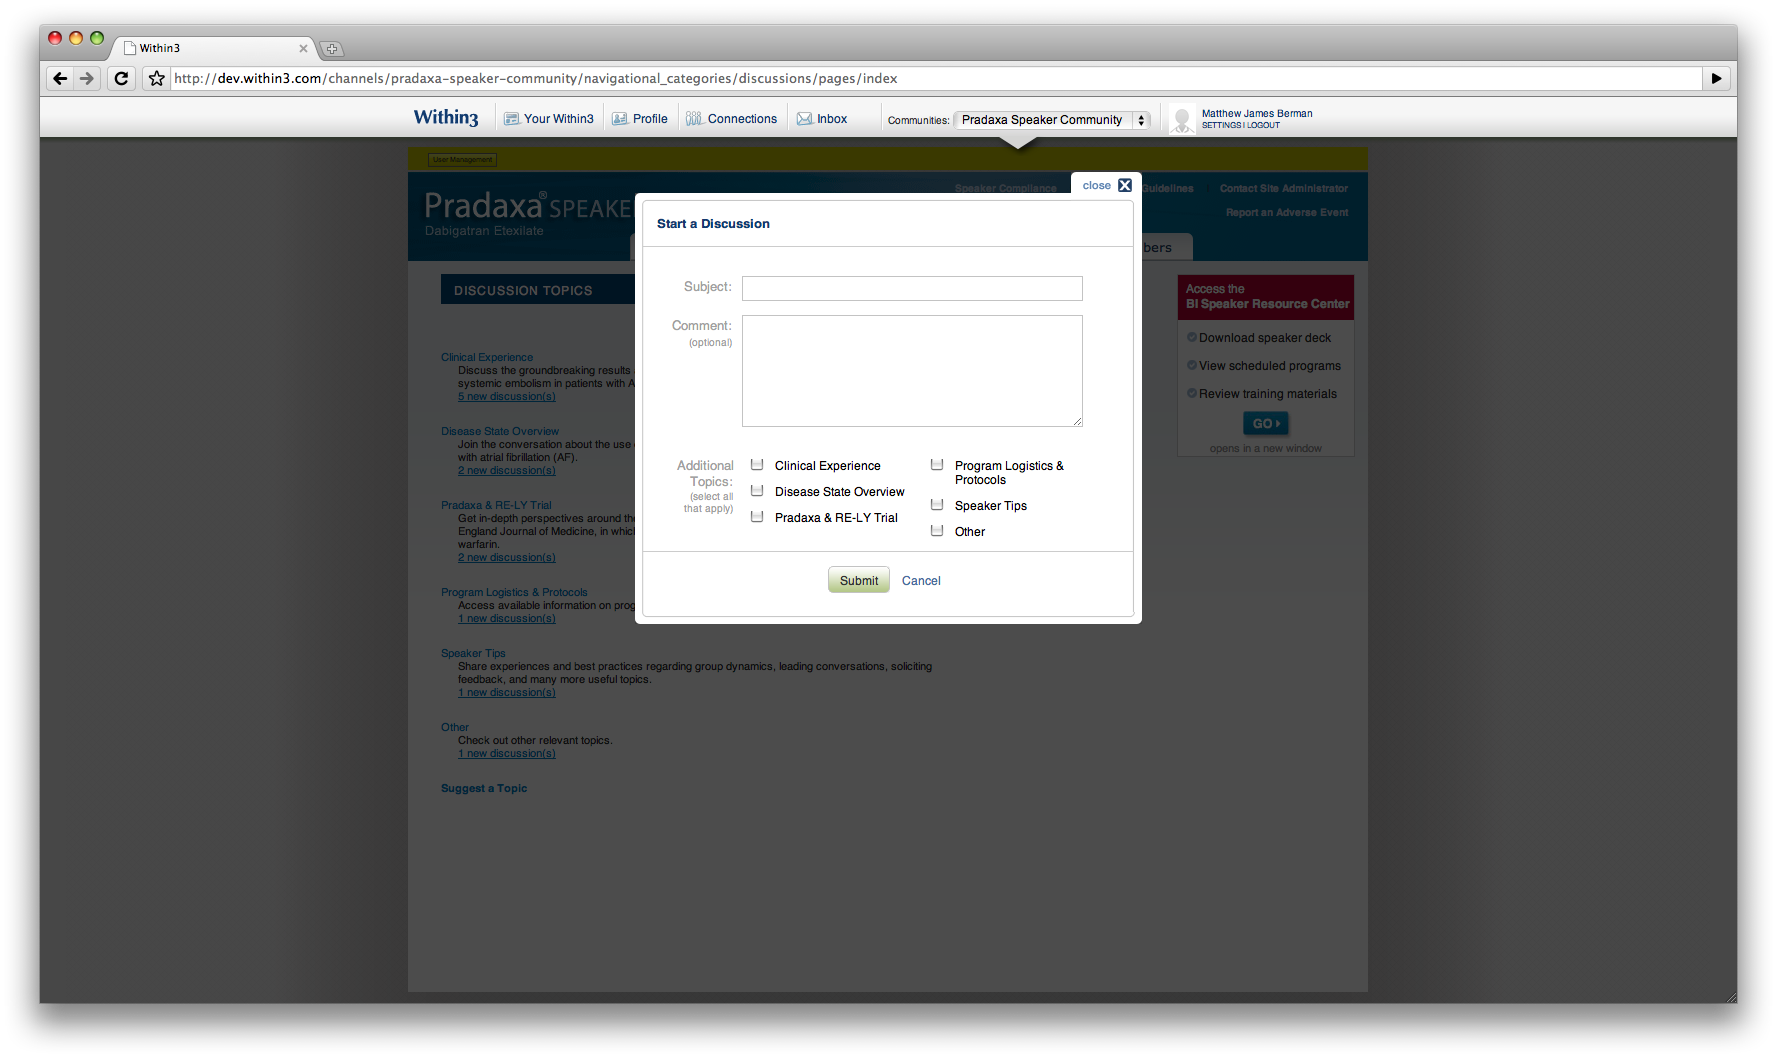 Within3
http://dev.within3.com/channels/pradaxa-speaker-community/navigational_categories/discussions/pages/index
Within3
Your Within3
Profile
Connections
Inbox
Communities:
Pradaxa Speaker Community
Matthew James Berman
SETTINGS | LOGOUT
User Management
Speaker Compliance
Guidelines
Contact Site Administrator
Report an Adverse Event
Pradaxa® SPEAKE
Dabigatran Etexilate
bers
close
Start a Discussion
Subject:
Comment:
(optional)
Additional
Topics:
(select all
that apply)
Clinical Experience
Disease State Overview
Pradaxa & RE-LY Trial
Program Logistics &
Protocols
Speaker Tips
Other
Submit
Cancel
DISCUSSION TOPICS
Clinical Experience
Discuss the groundbreaking results
systemic embolism in patients with A
5 new discussion(s)
Disease State Overview
Join the conversation about the use
with atrial fibrillation (AF).
2 new discussion(s)
Pradaxa & RE-LY Trial
Get in-depth perspectives around the
England Journal of Medicine, in which
warfarin.
2 new discussion(s)
Program Logistics & Protocols
Access available information on prog
1 new discussion(s)
Speaker Tips
Share experiences and best practices regarding group dynamics, leading conversations, soliciting
feedback, and many more useful topics.
1 new discussion(s)
Other
Check out other relevant topics.
1 new discussion(s)
Suggest a Topic
Access the
BI Speaker Resource Center
Download speaker deck
View scheduled programs
Review training materials
GO
opens in a new window